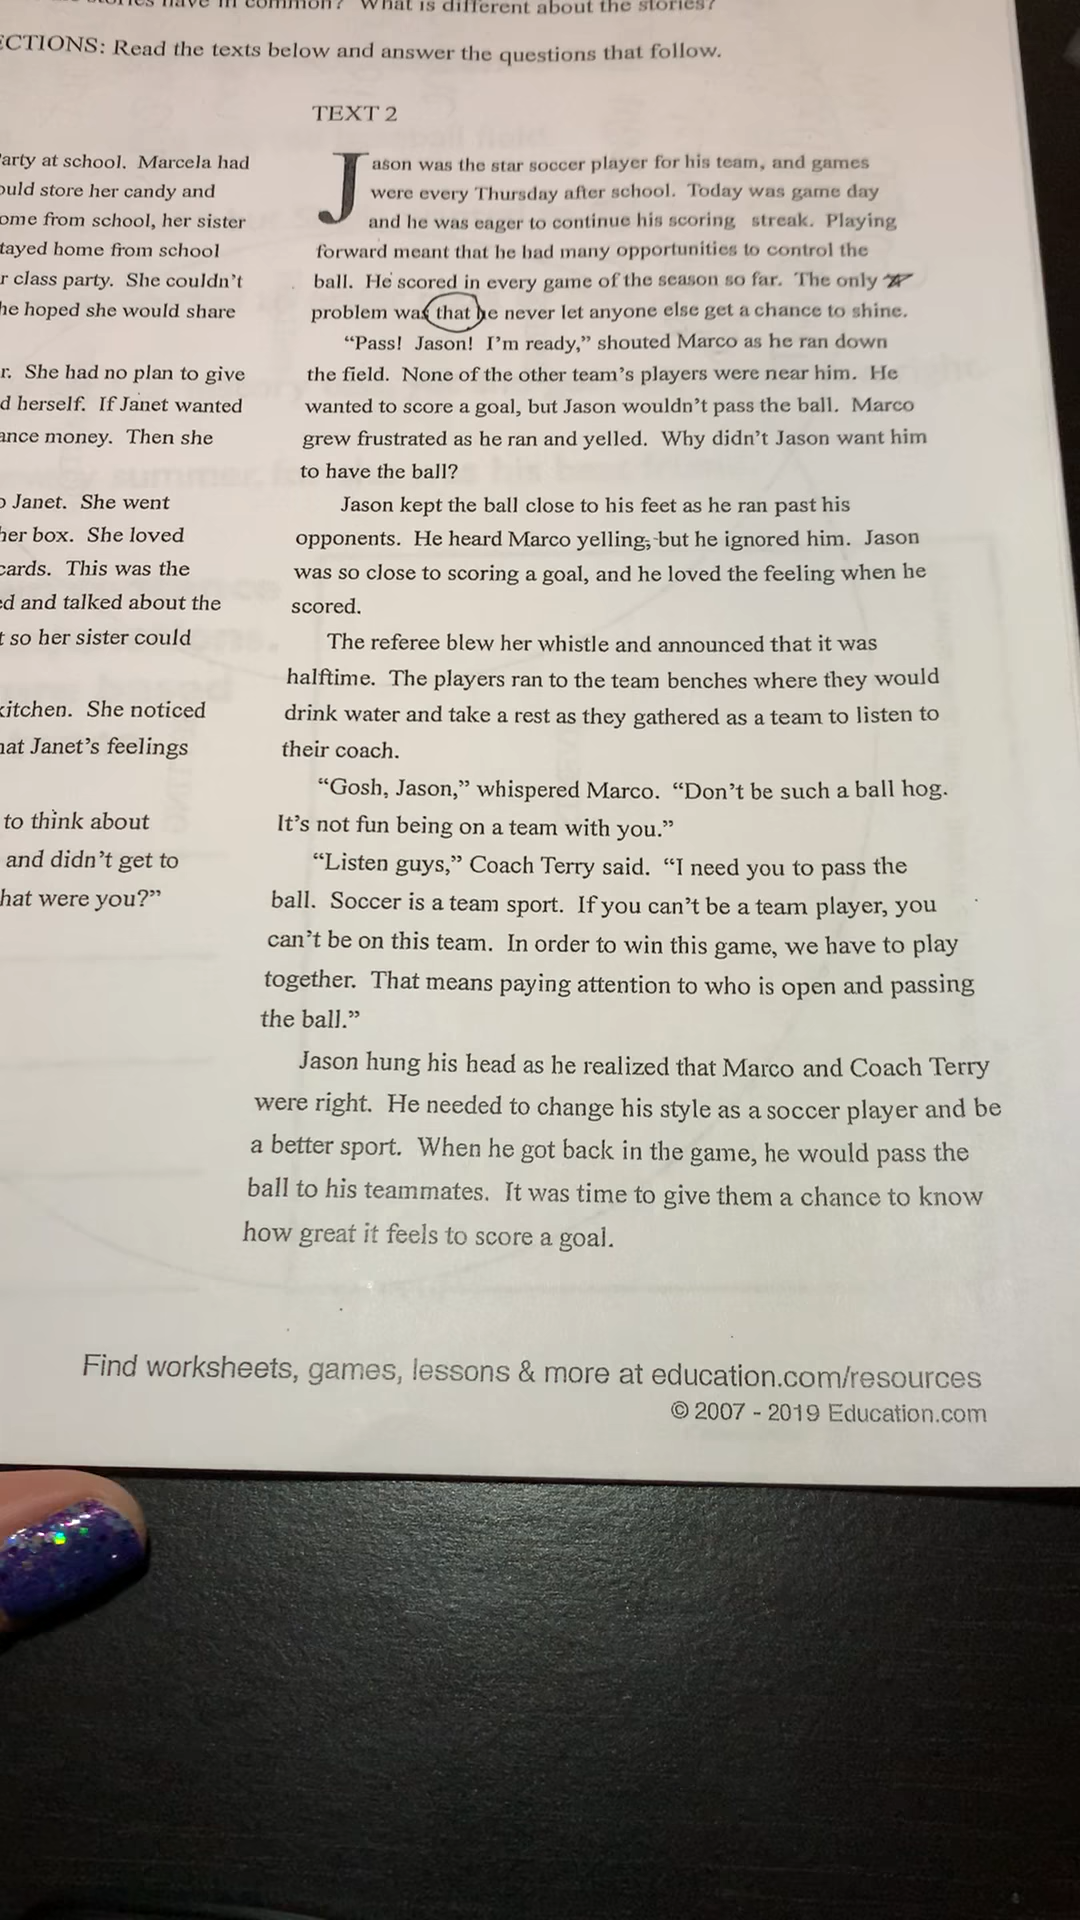 stories have in common? What is different about the stories?
ECTIONS: Read the texts below and answer the questions that follow.
arty at school. Marcela had
ould store her candy and
ome from school, her sister
tayed home from school
r class party. She couldn't
he hoped she would share
r. She had no plan to give
d herself. If Janet wanted
ance money. Then she
o Janet. She went
her box. She loved
cards. This was the
ed and talked about the
t so her sister could
kitchen. She noticed
hat Janet's feelings
to think about
and didn't get to
hat were you?”
TEXT 2
Jason was the star soccer player for his team, and games
were every Thursday after school. Today was game day
and he was eager to continue his scoring streak. Playing
forward meant that he had many opportunities to control the
ball. He scored in every game of the season so far. The only
problem was that he never let anyone else get a chance to shine.
“Pass! Jason! I'm ready,” shouted Marco as he ran down
the field. None of the other team's players were near him. He
wanted to score a goal, but Jason wouldn't pass the ball. Marco
grew frustrated as he ran and yelled. Why didn't Jason want him
to have the ball?
Jason kept the ball close to his feet as he ran past his
opponents. He heard Marco yelling, but he ignored him. Jason
was so close to scoring a goal, and he loved the feeling when he
scored.
The referee blew her whistle and announced that it was
halftime. The players ran to the team benches where they would
drink water and take a rest as they gathered as a team to listen to
their coach.
“Gosh, Jason,” whispered Marco. “Don't be such a ball hog.
It's not fun being on a team with you.”
“Listen guys,” Coach Terry said. “I need you to pass the
ball. Soccer is a team sport. If you can't be a team player, you
can't be on this team. In order to win this game, we have to play
together. That means paying attention to who is open and passing
the ball.”
Jason hung his head as he realized that Marco and Coach Terry
were right. He needed to change his style as a soccer player and be
a better sport. When he got back in the game, he would pass the
ball to his teammates. It was time to give them a chance to know
how great it feels to score a goal.
Find worksheets, games, lessons & more at education.com/resources
© 2007 - 2019 Education.com